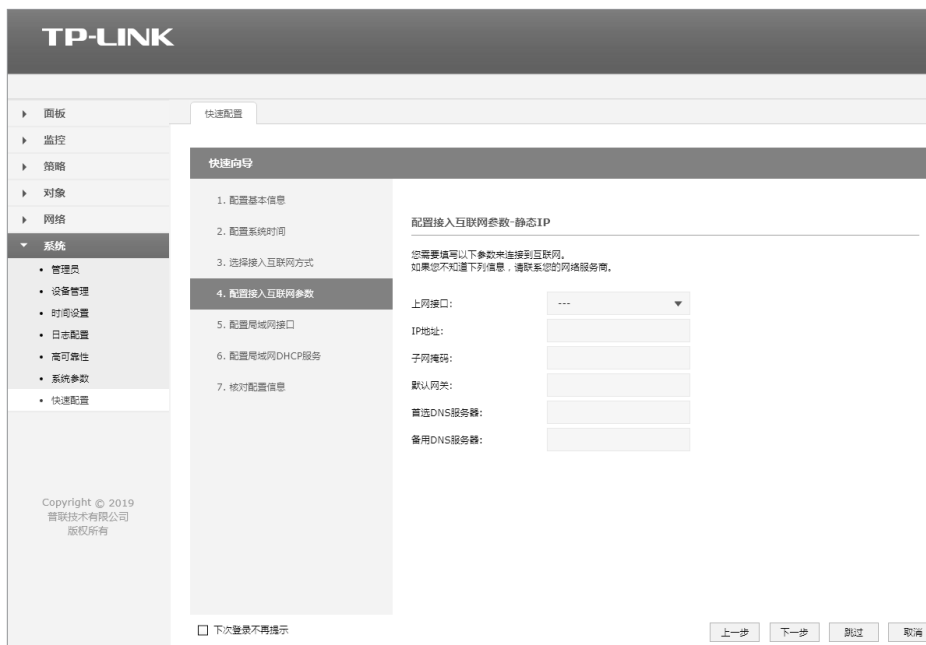 TP-LINK
面板
监控
策略
对象
网络
系统
管理员
设备管理
时间设置
日志配置
高可靠性
系统参数
快速配置
Copyright © 2019
普联技术有限公司
版权所有
快速配置
快速向导
1. 配置基本信息
2. 配置系统时间
3. 选择接入互联网方式
4. 配置接入互联网参数
5. 配置局域网接口
6. 配置局域网DHCP服务
7. 核对配置信息
配置接入互联网参数-静态IP
您需要填写以下参数来连接到互联网。
如果您不知道下列信息，请联系您的网络服务商。
上网接口: ---
IP地址:
子网掩码:
默认网关:
首选DNS服务器:
备用DNS服务器:
下次登录不再提示
上一步 下一步 跳过 取消